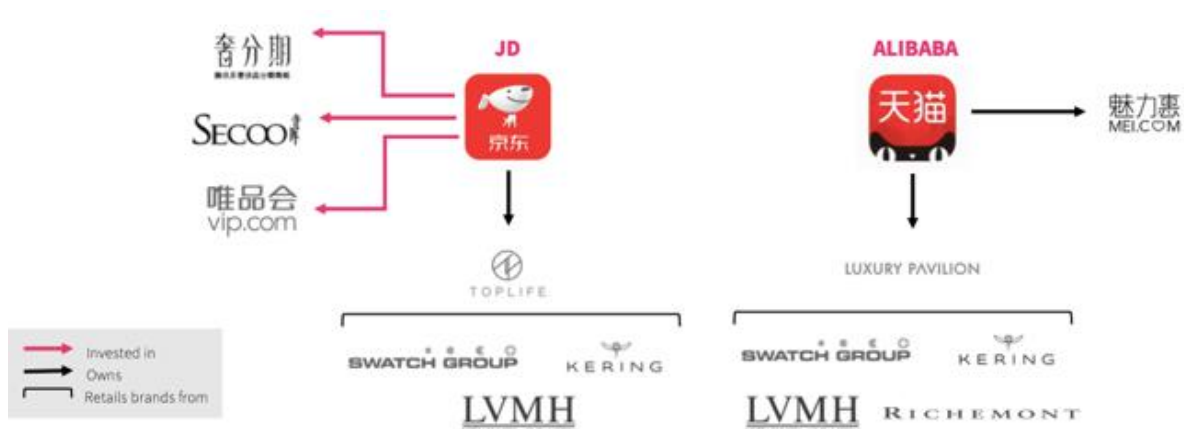 奢分期
SECOO
唯品会
vip.com
JD
京东
TOPLIFE
SWATCH GROUP
KERING
LVMH
ALIBABA
天猫
魅力惠
MEI.COM
LUXURY PAVILION
SWATCH GROUP
KERING
LVMH
RICHEMONT
Invested in
Owns
Retails brands from